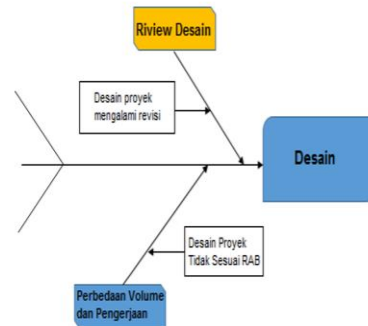 Riview Desain
Desain proyek
mengalami revisi
Desain
Desain Proyek
Tidak Sesuai RAB
Perbedaan Volume
dan Pengerjaan